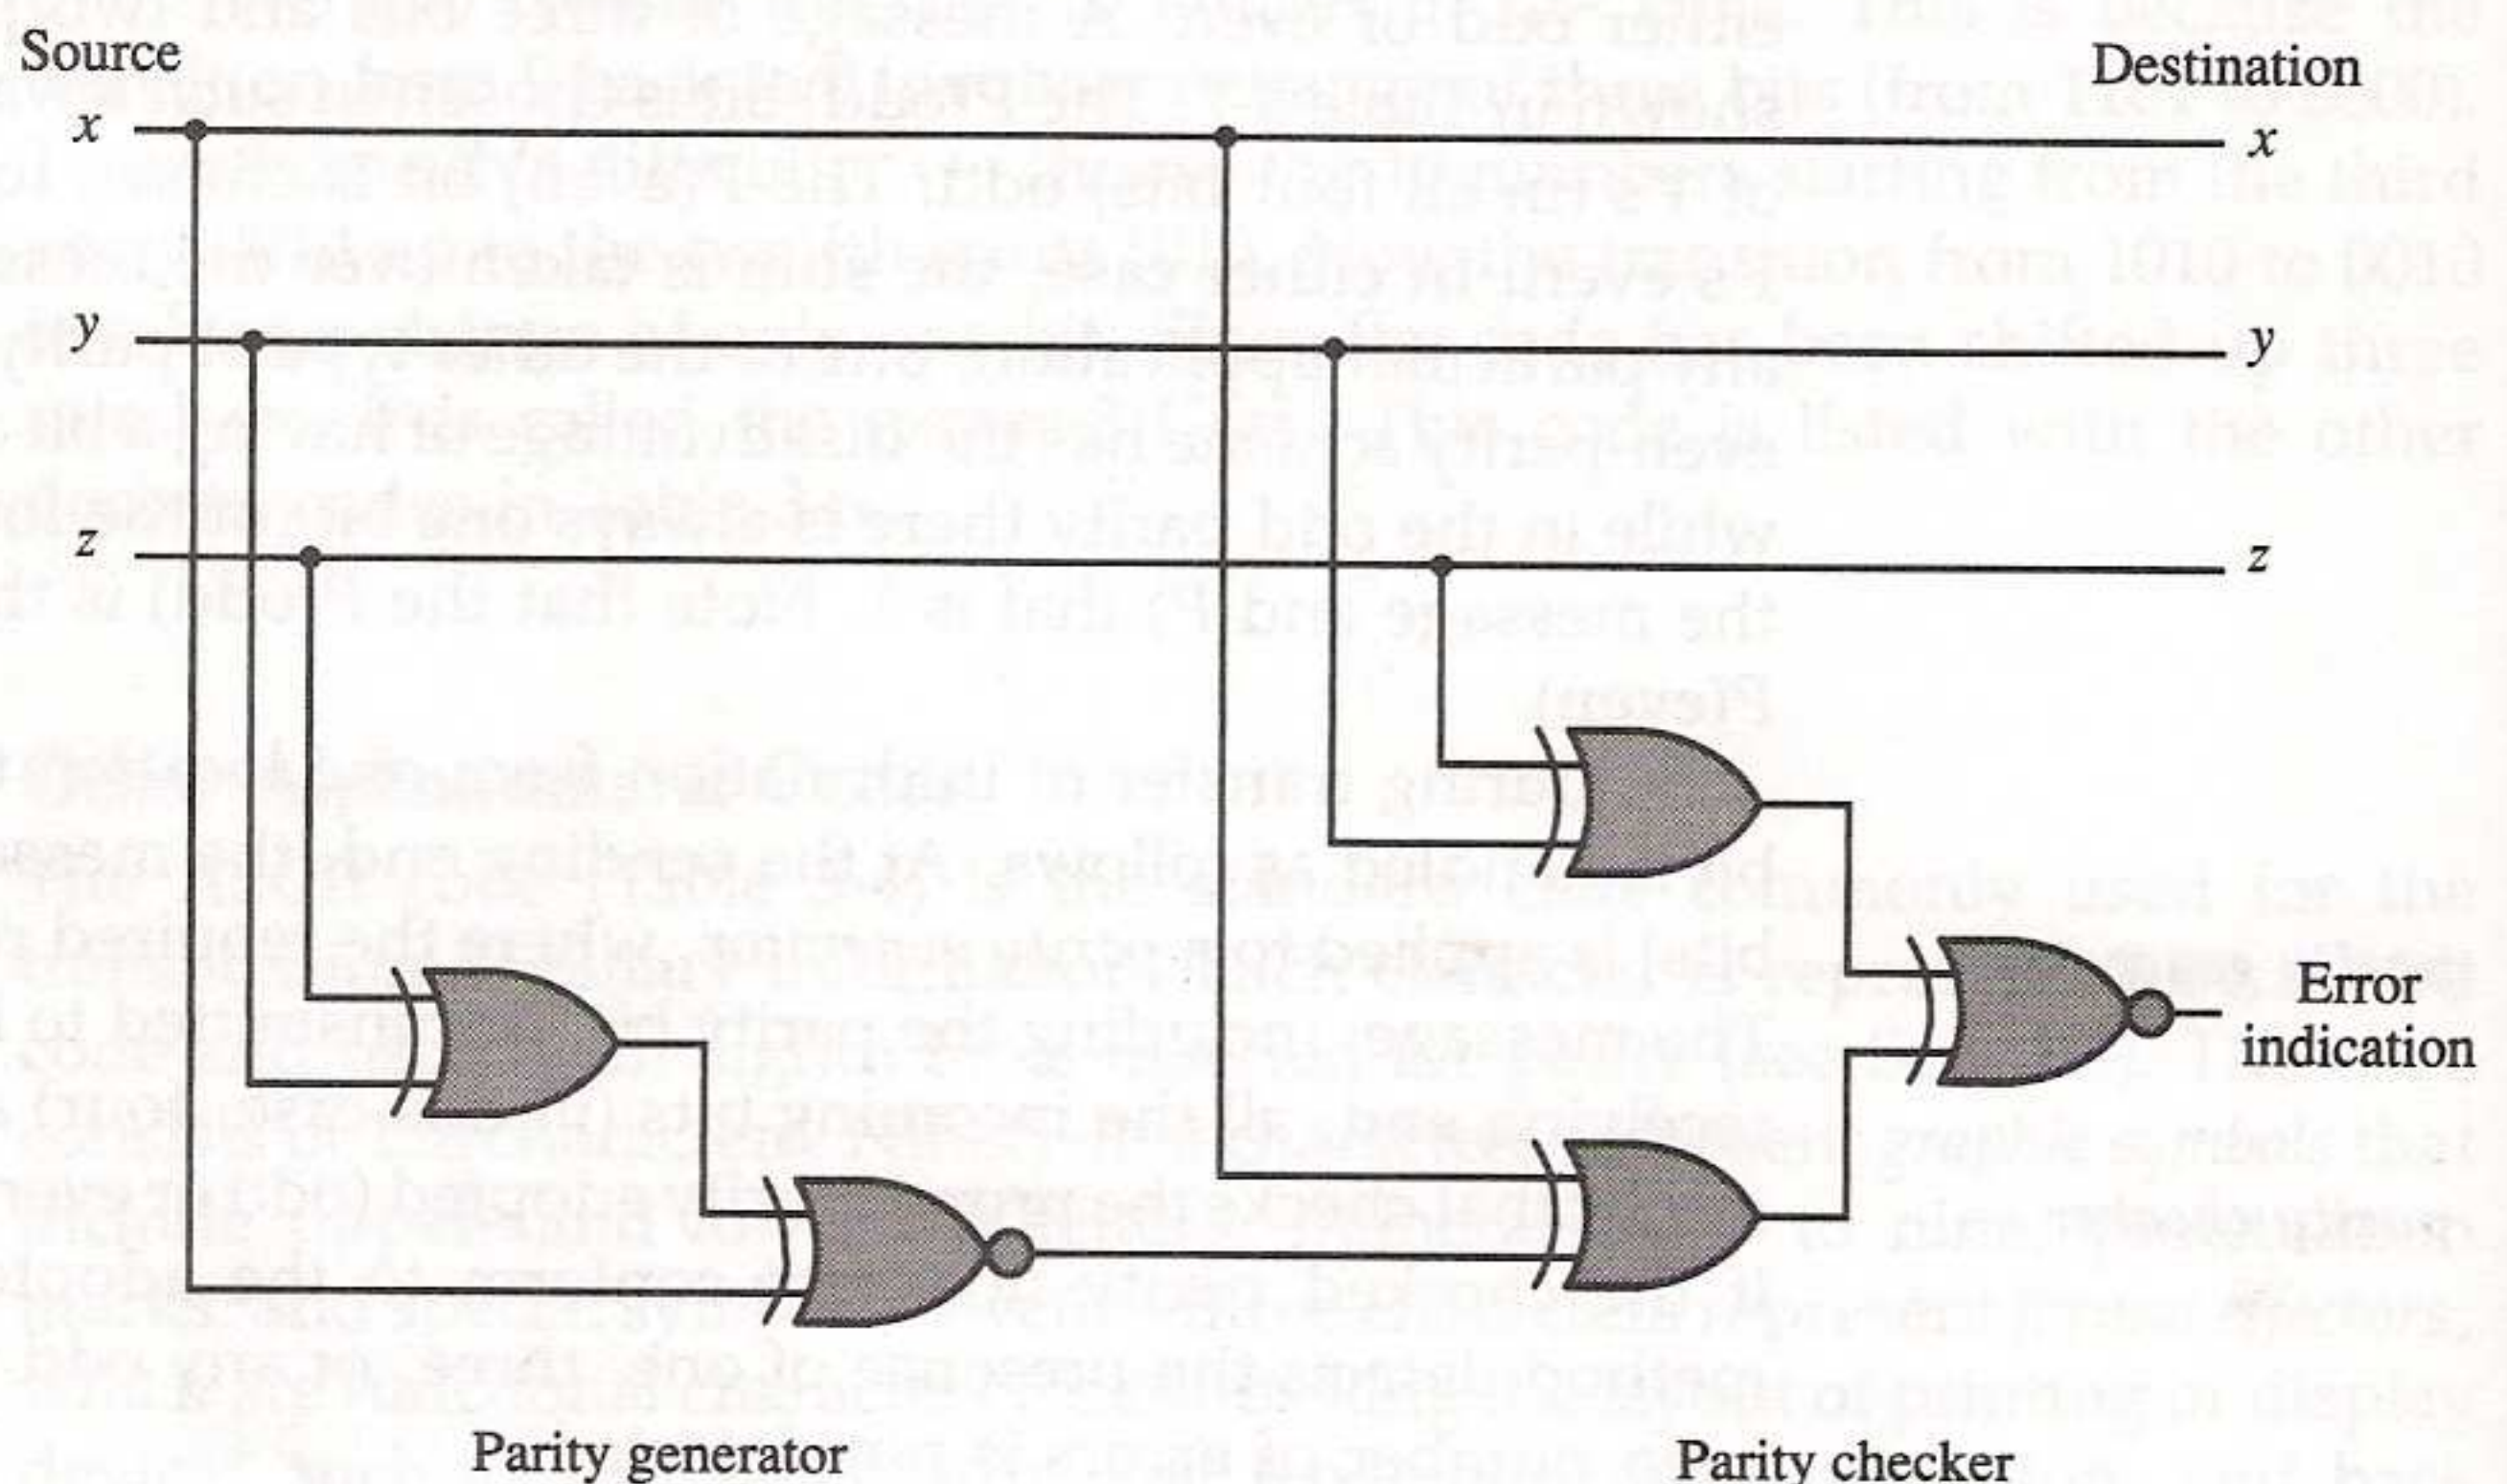 Source
Destination
x
x
y
y
z
z
Error
indication
Parity generator
Parity checker